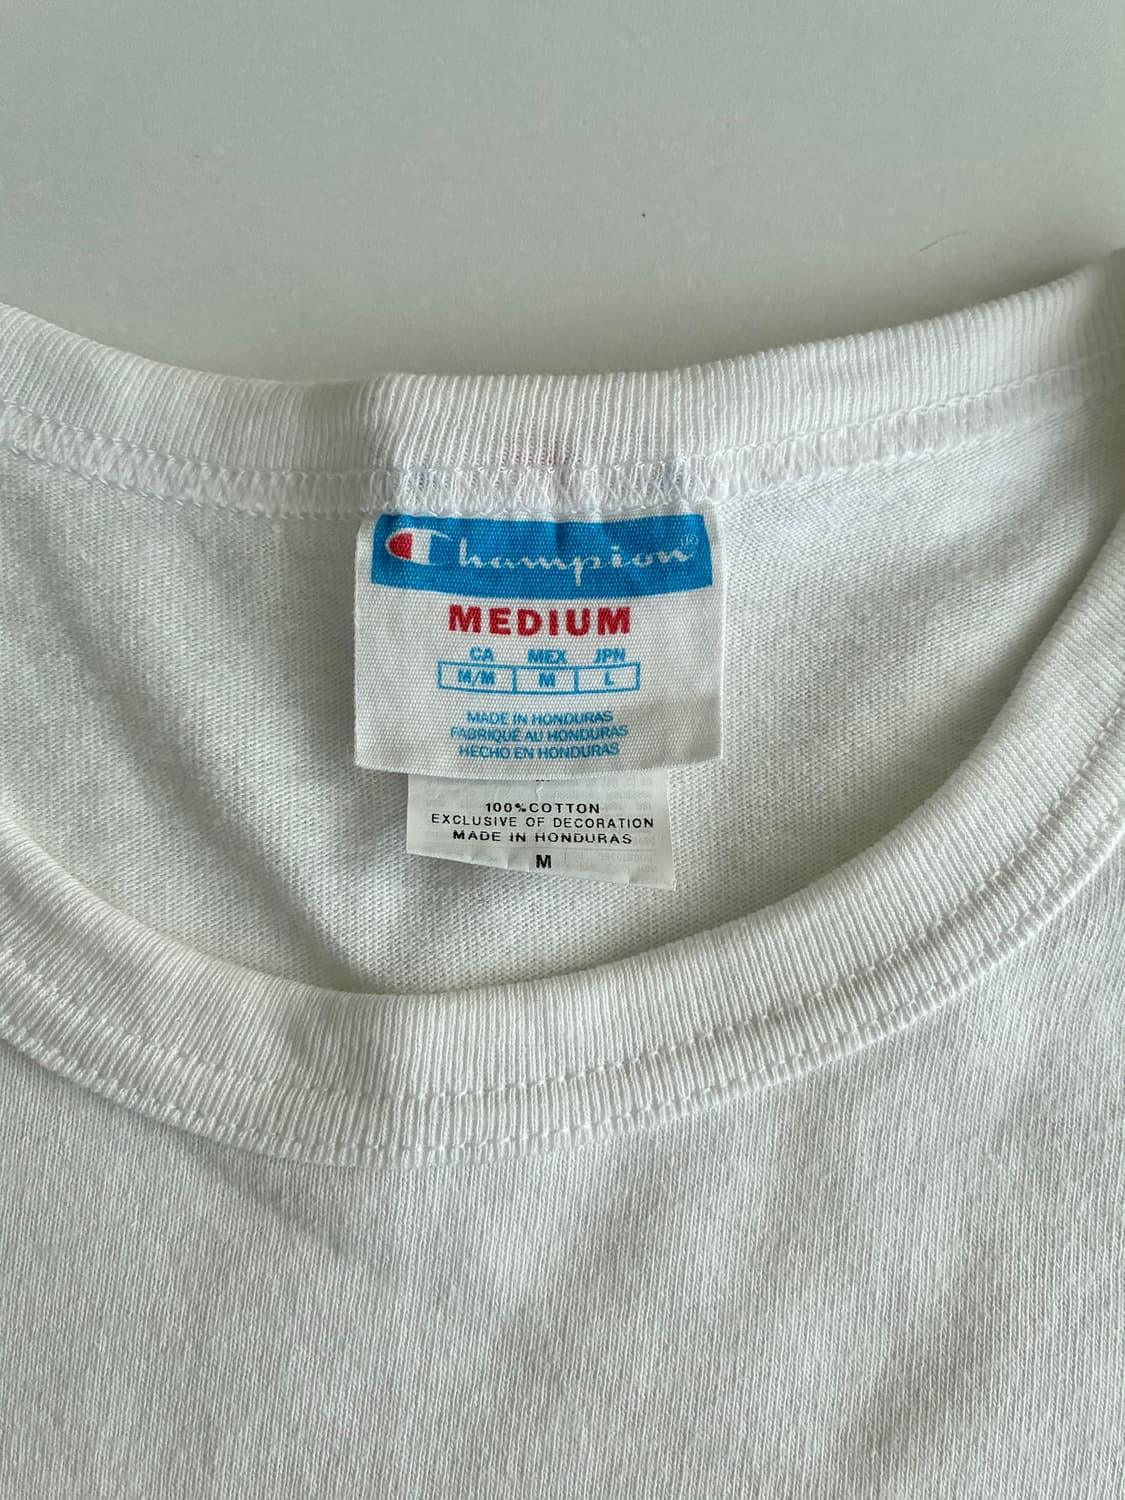 Champion®
MEDIUM
CA MEX JPN
M/M M L
MADE IN HONDURAS
FABRIQUÉ AU HONDURAS
HECHO EN HONDURAS
100%COTTON
EXCLUSIVE OF DECORATION
MADE IN HONDURAS
M